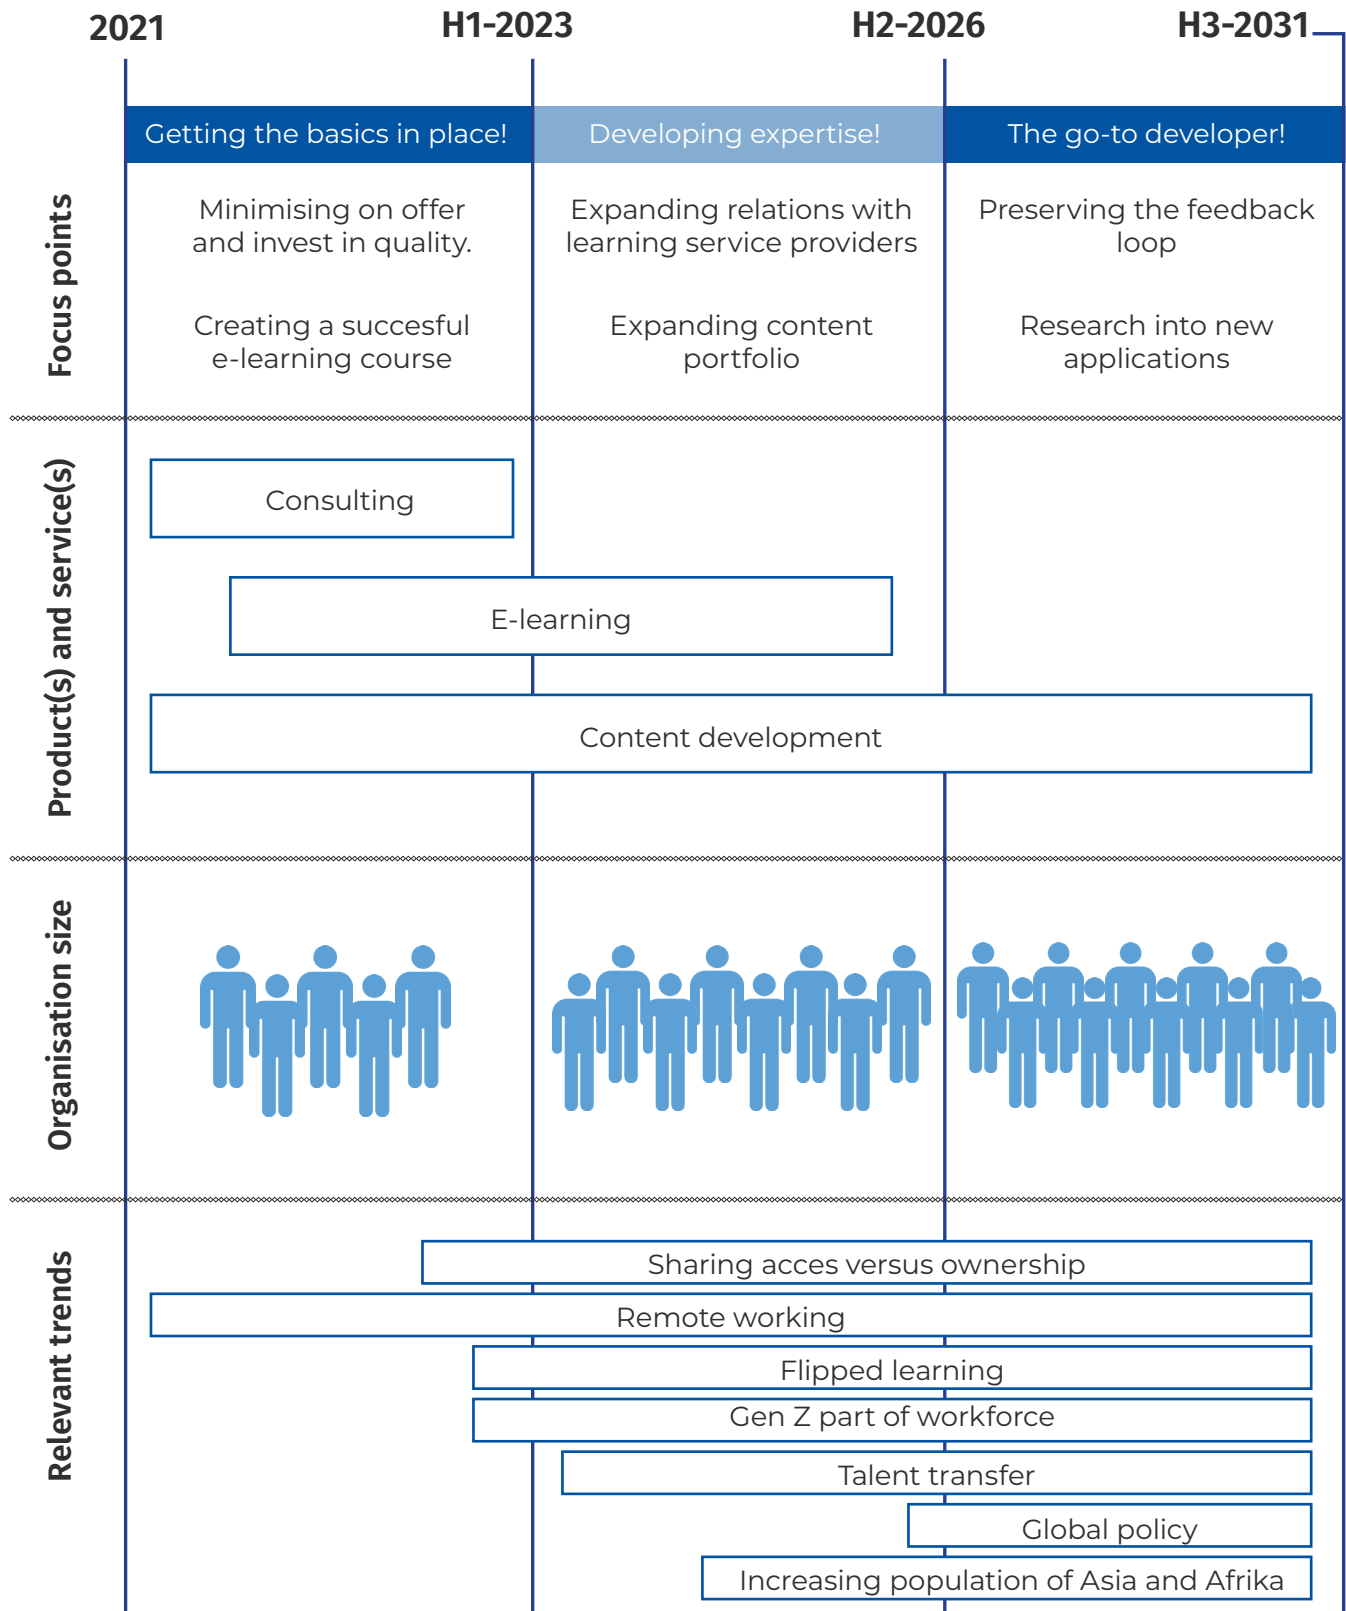 2021
H1-2023
H2-2026
H3-2031
Getting the basics in place!
Developing expertise!
The go-to developer!
Focus points
Minimising on offer
and invest in quality.
Creating a succesful
e-learning course
Expanding relations with
learning service providers
Expanding content
portfolio
Preserving the feedback
loop
Research into new
applications
Product(s) and service(s)
Consulting
E-learning
Content development
Organisation size
Relevant trends
Sharing acces versus ownership
Remote working
Flipped learning
Gen Z part of workforce
Talent transfer
Global policy
Increasing population of Asia and Afrika